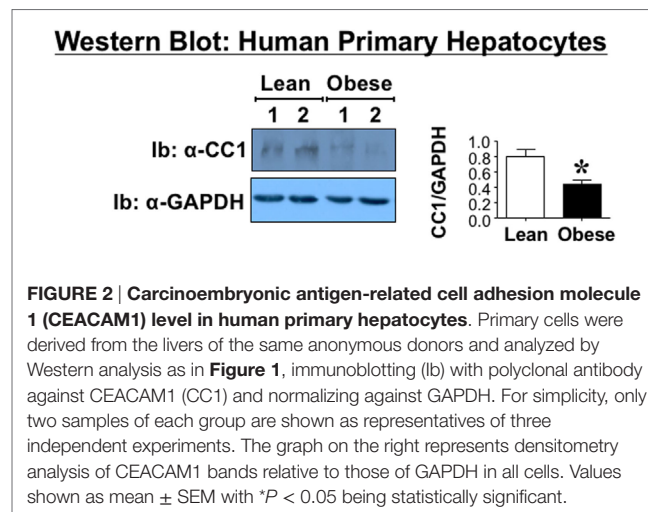 Western Blot: Human Primary Hepatocytes
Lean Obese
1 2 1 2
Ib: α-CC1
Ib: α-GAPDH
CC1/GAPDH
1.0
0.8
0.6
0.4
0.2
0.0
*
Lean Obese
FIGURE 2 | Carcinoembryonic antigen-related cell adhesion molecule
1 (CEACAM1) level in human primary hepatocytes. Primary cells were
derived from the livers of the same anonymous donors and analyzed by
Western analysis as in Figure 1, immunoblotting (Ib) with polyclonal antibody
against CEACAM1 (CC1) and normalizing against GAPDH. For simplicity, only
two samples of each group are shown as representatives of three
independent experiments. The graph on the right represents densitometry
analysis of CEACAM1 bands relative to those of GAPDH in all cells. Values
shown as mean ± SEM with *P < 0.05 being statistically significant.